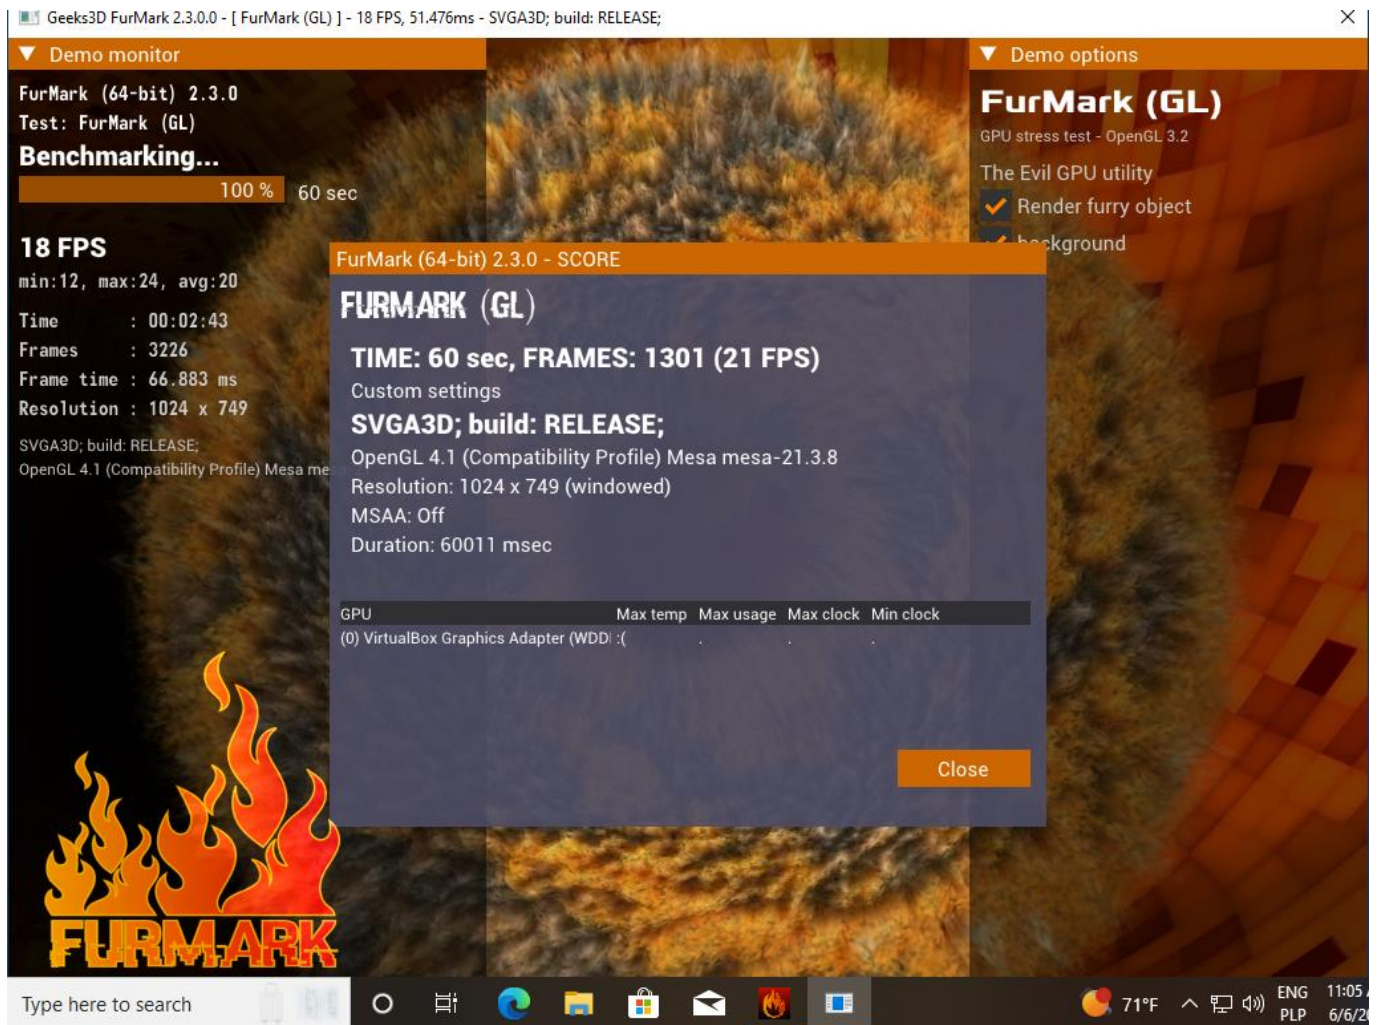 Geeks3D FurMark 2.3.0.0 - [ FurMark (GL) ] - 18 FPS, 51.476ms - SVGA3D; build: RELEASE;
Demo monitor
FurMark (64-bit) 2.3.0
Test: FurMark (GL)
Benchmarking...
100 % 60 sec
18 FPS
min:12, max:24, avg:20
Time : 00:02:43
Frames : 3226
Frame time : 66.883 ms
Resolution : 1024 x 749
SVGA3D; build: RELEASE;
OpenGL 4.1 (Compatibility Profile) Mesa me
Demo options
FurMark (GL)
GPU stress test - OpenGL 3.2
The Evil GPU utility
Render furry object
background
FurMark (64-bit) 2.3.0 - SCORE
FURMARK (GL)
TIME: 60 sec, FRAMES: 1301 (21 FPS)
Custom settings
SVGA3D; build: RELEASE;
OpenGL 4.1 (Compatibility Profile) Mesa mesa-21.3.8
Resolution: 1024 x 749 (windowed)
MSAA: Off
Duration: 60011 msec
GPU Max temp Max usage Max clock Min clock
(0) VirtualBox Graphics Adapter (WDD :( . . .
Close
FURMARK
Type here to search
71°F
ENG 11:05
PLP 6/6/2